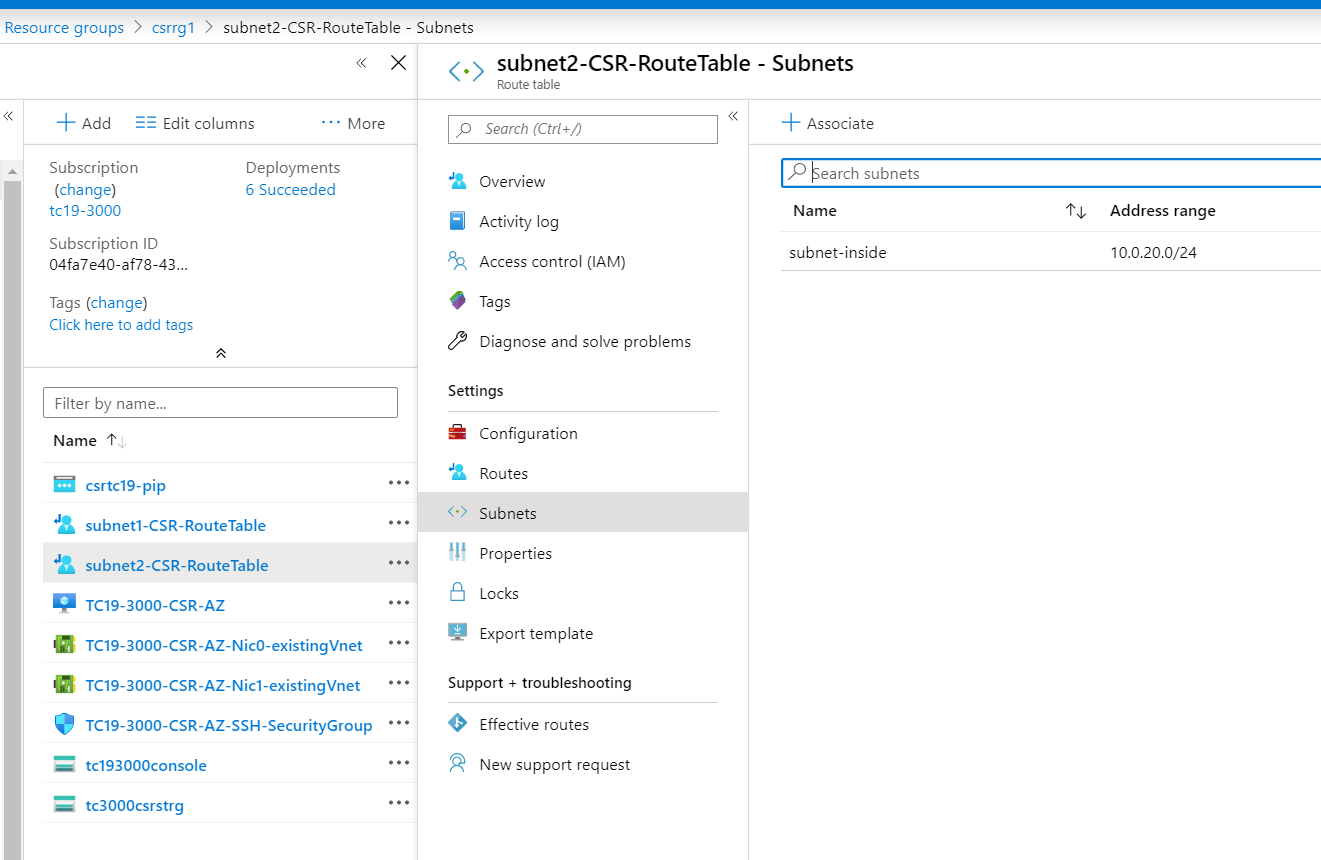 Resource groups > csrrg1 > subnet2-CSR-RouteTable - Subnets
Add Edit columns More
Subscription
(change)
tc19-3000
Deployments
6 Succeeded
Subscription ID
04fa7e40-af78-43...
Tags (change)
Click here to add tags
Filter by name...
Name
csrtc19-pip
subnet1-CSR-RouteTable
subnet2-CSR-RouteTable
TC19-3000-CSR-AZ
TC19-3000-CSR-AZ-Nic0-existingVnet
TC19-3000-CSR-AZ-Nic1-existingVnet
TC19-3000-CSR-AZ-SSH-SecurityGroup
tc193000console
tc3000csrstrg
subnet2-CSR-RouteTable - Subnets
Route table
Search (Ctrl+/)
Overview
Activity log
Access control (IAM)
Tags
Diagnose and solve problems
Settings
Configuration
Routes
Subnets
Properties
Locks
Export template
Support + troubleshooting
Effective routes
New support request
Associate
Search subnets
Name Address range
subnet-inside 10.0.20.0/24